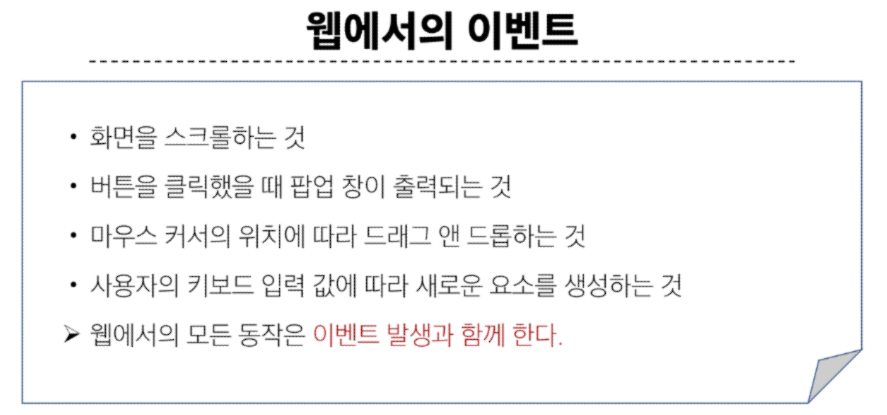 웹에서의 이벤트
• 화면을 스크롤하는 것
• 버튼을 클릭했을 때 팝업 창이 출력되는 것
• 마우스 커서의 위치에 따라 드래그 앤 드롭하는 것
• 사용자의 키보드 입력 값에 따라 새로운 요소를 생성하는 것
➢ 웹에서의 모든 동작은 이벤트 발생과 함께 한다.